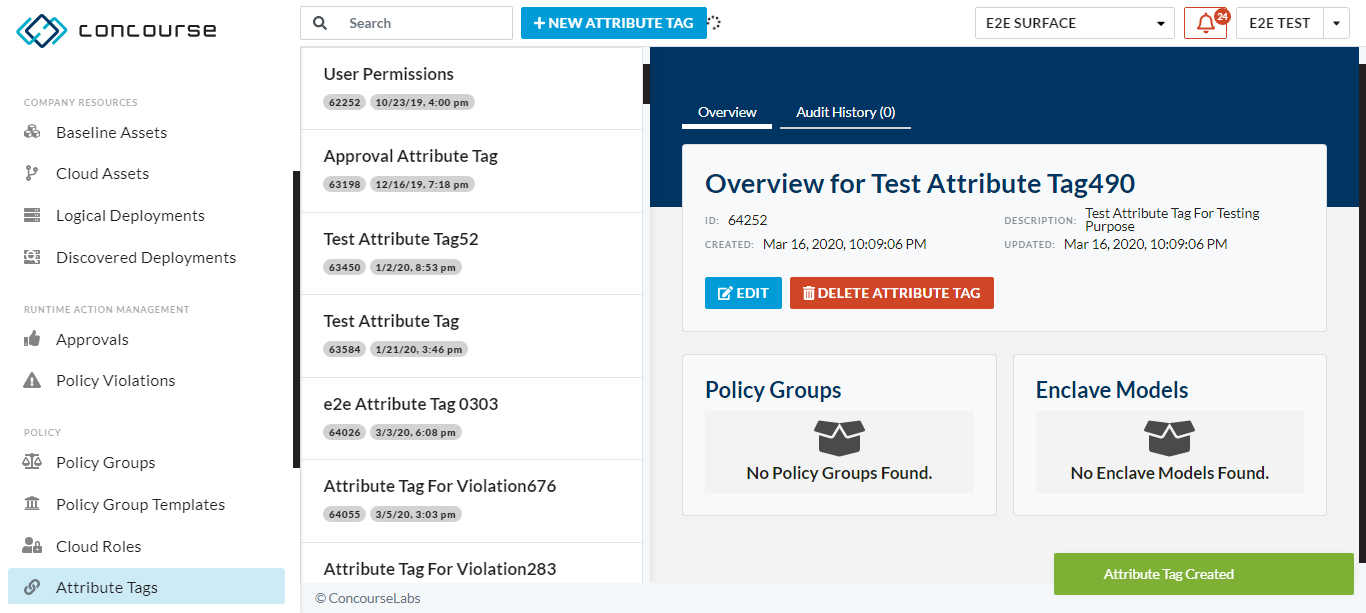 concourse
Search
NEW ATTRIBUTE TAG
E2E SURFACE
24
E2E TEST
COMPANY RESOURCES
Baseline Assets
Cloud Assets
Logical Deployments
Discovered Deployments
RUNTIME ACTION MANAGEMENT
Approvals
Policy Violations
POLICY
Policy Groups
Policy Group Templates
Cloud Roles
Attribute Tags
User Permissions
62252 10/23/19, 4:00 pm
Approval Attribute Tag
63198 12/16/19, 7:18 pm
Test Attribute Tag52
63450 1/2/20, 8:53 pm
Test Attribute Tag
63584 1/21/20, 3:46 pm
e2e Attribute Tag 0303
64026 3/3/20, 6:08 pm
Attribute Tag For Violation676
64055 3/5/20, 3:03 pm
Attribute Tag For Violation283
© ConcourseLabs
Overview Audit History (0)
Overview for Test Attribute Tag490
ID: 64252
DESCRIPTION: Test Attribute Tag For Testing
Purpose
CREATED: Mar 16, 2020, 10:09:06 PM
UPDATED: Mar 16, 2020, 10:09:06 PM
EDIT DELETE ATTRIBUTE TAG
Policy Groups
No Policy Groups Found.
Enclave Models
No Enclave Models Found.
Attribute Tag Created